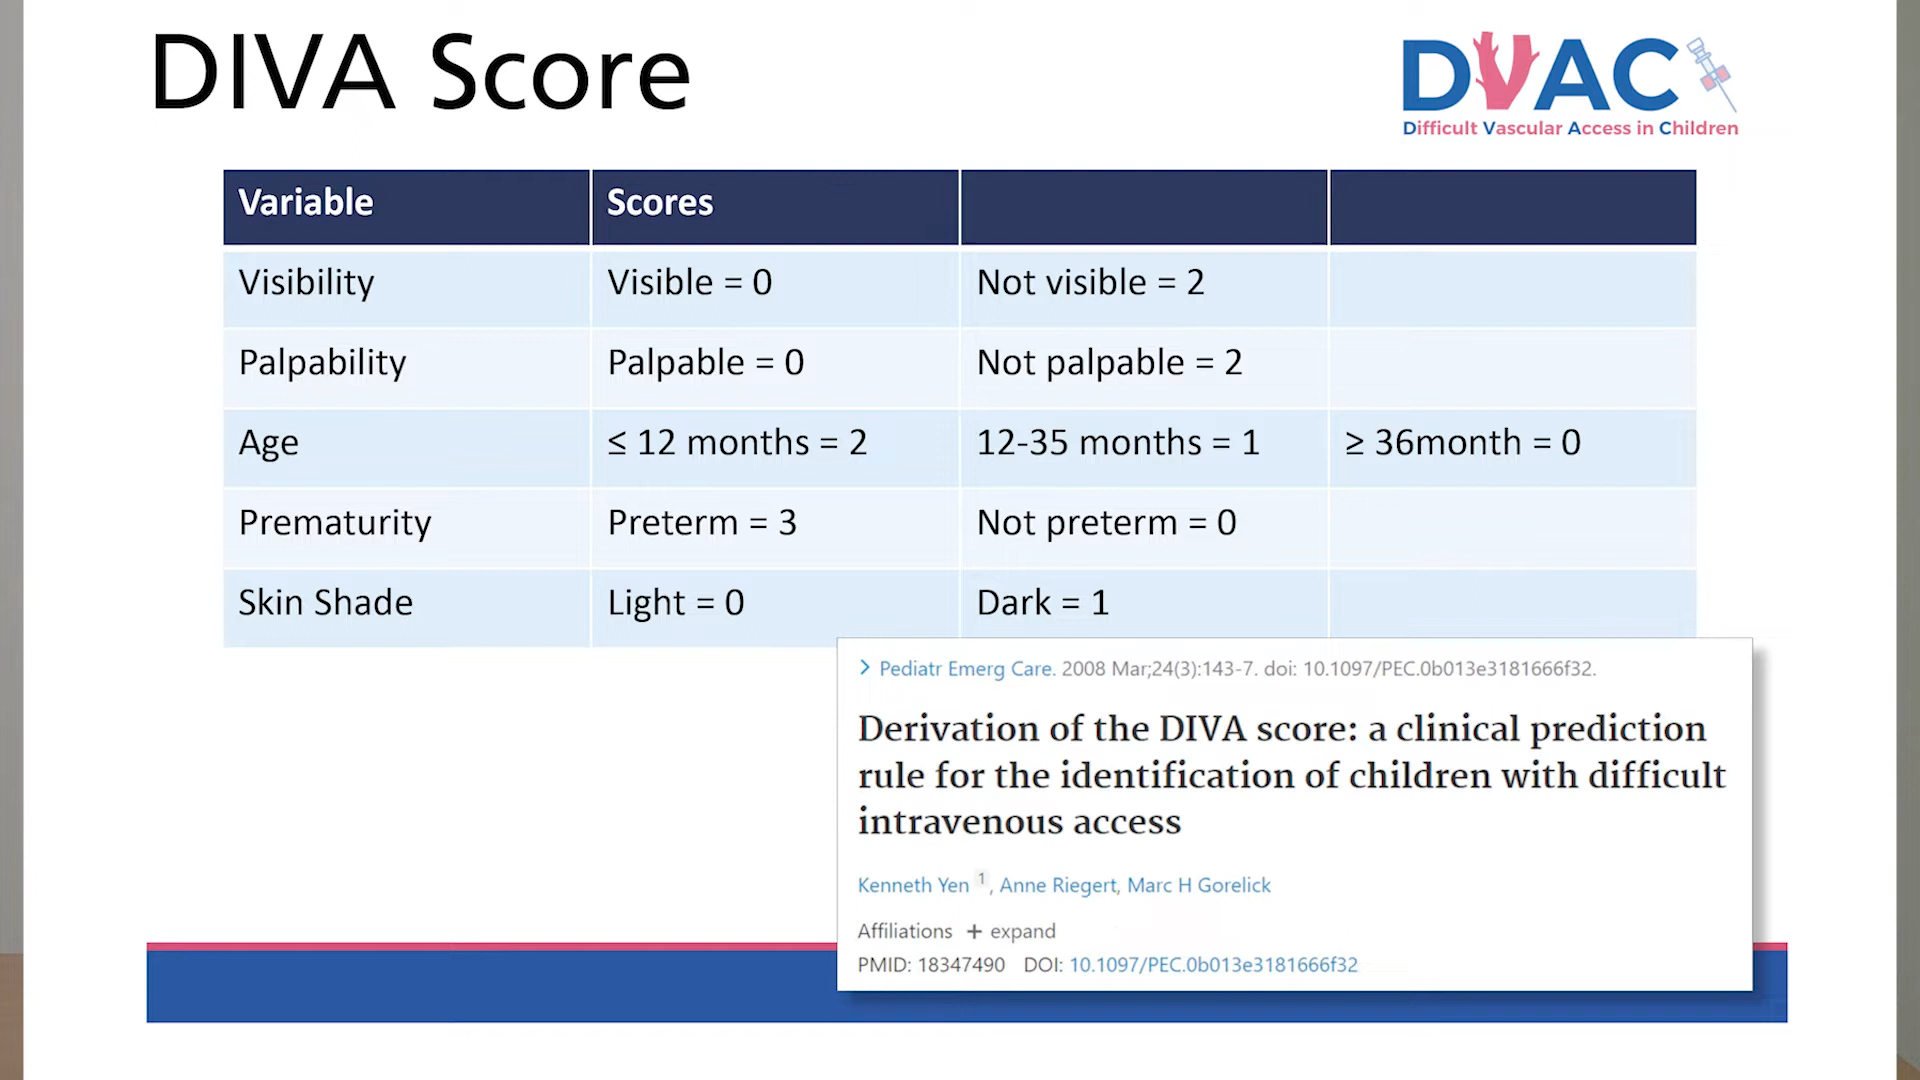 DIVA Score
DVAC
Difficult Vascular Access in Children
Variable Scores
Visibility Visible = 0 Not visible = 2
Palpability Palpable = 0 Not palpable = 2
Age ≤ 12 months = 2 12-35 months = 1 ≥ 36month = 0
Prematurity Preterm = 3 Not preterm = 0
Skin Shade Light = 0 Dark = 1
> Pediatr Emerg Care. 2008 Mar;24(3):143-7. doi: 10.1097/PEC.0b013e3181666f32.
Derivation of the DIVA score: a clinical prediction
rule for the identification of children with difficult
intravenous access
Kenneth Yen 1, Anne Riegert, Marc H Gorelick
Affiliations + expand
PMID: 18347490 DOI: 10.1097/PEC.0b013e3181666f32